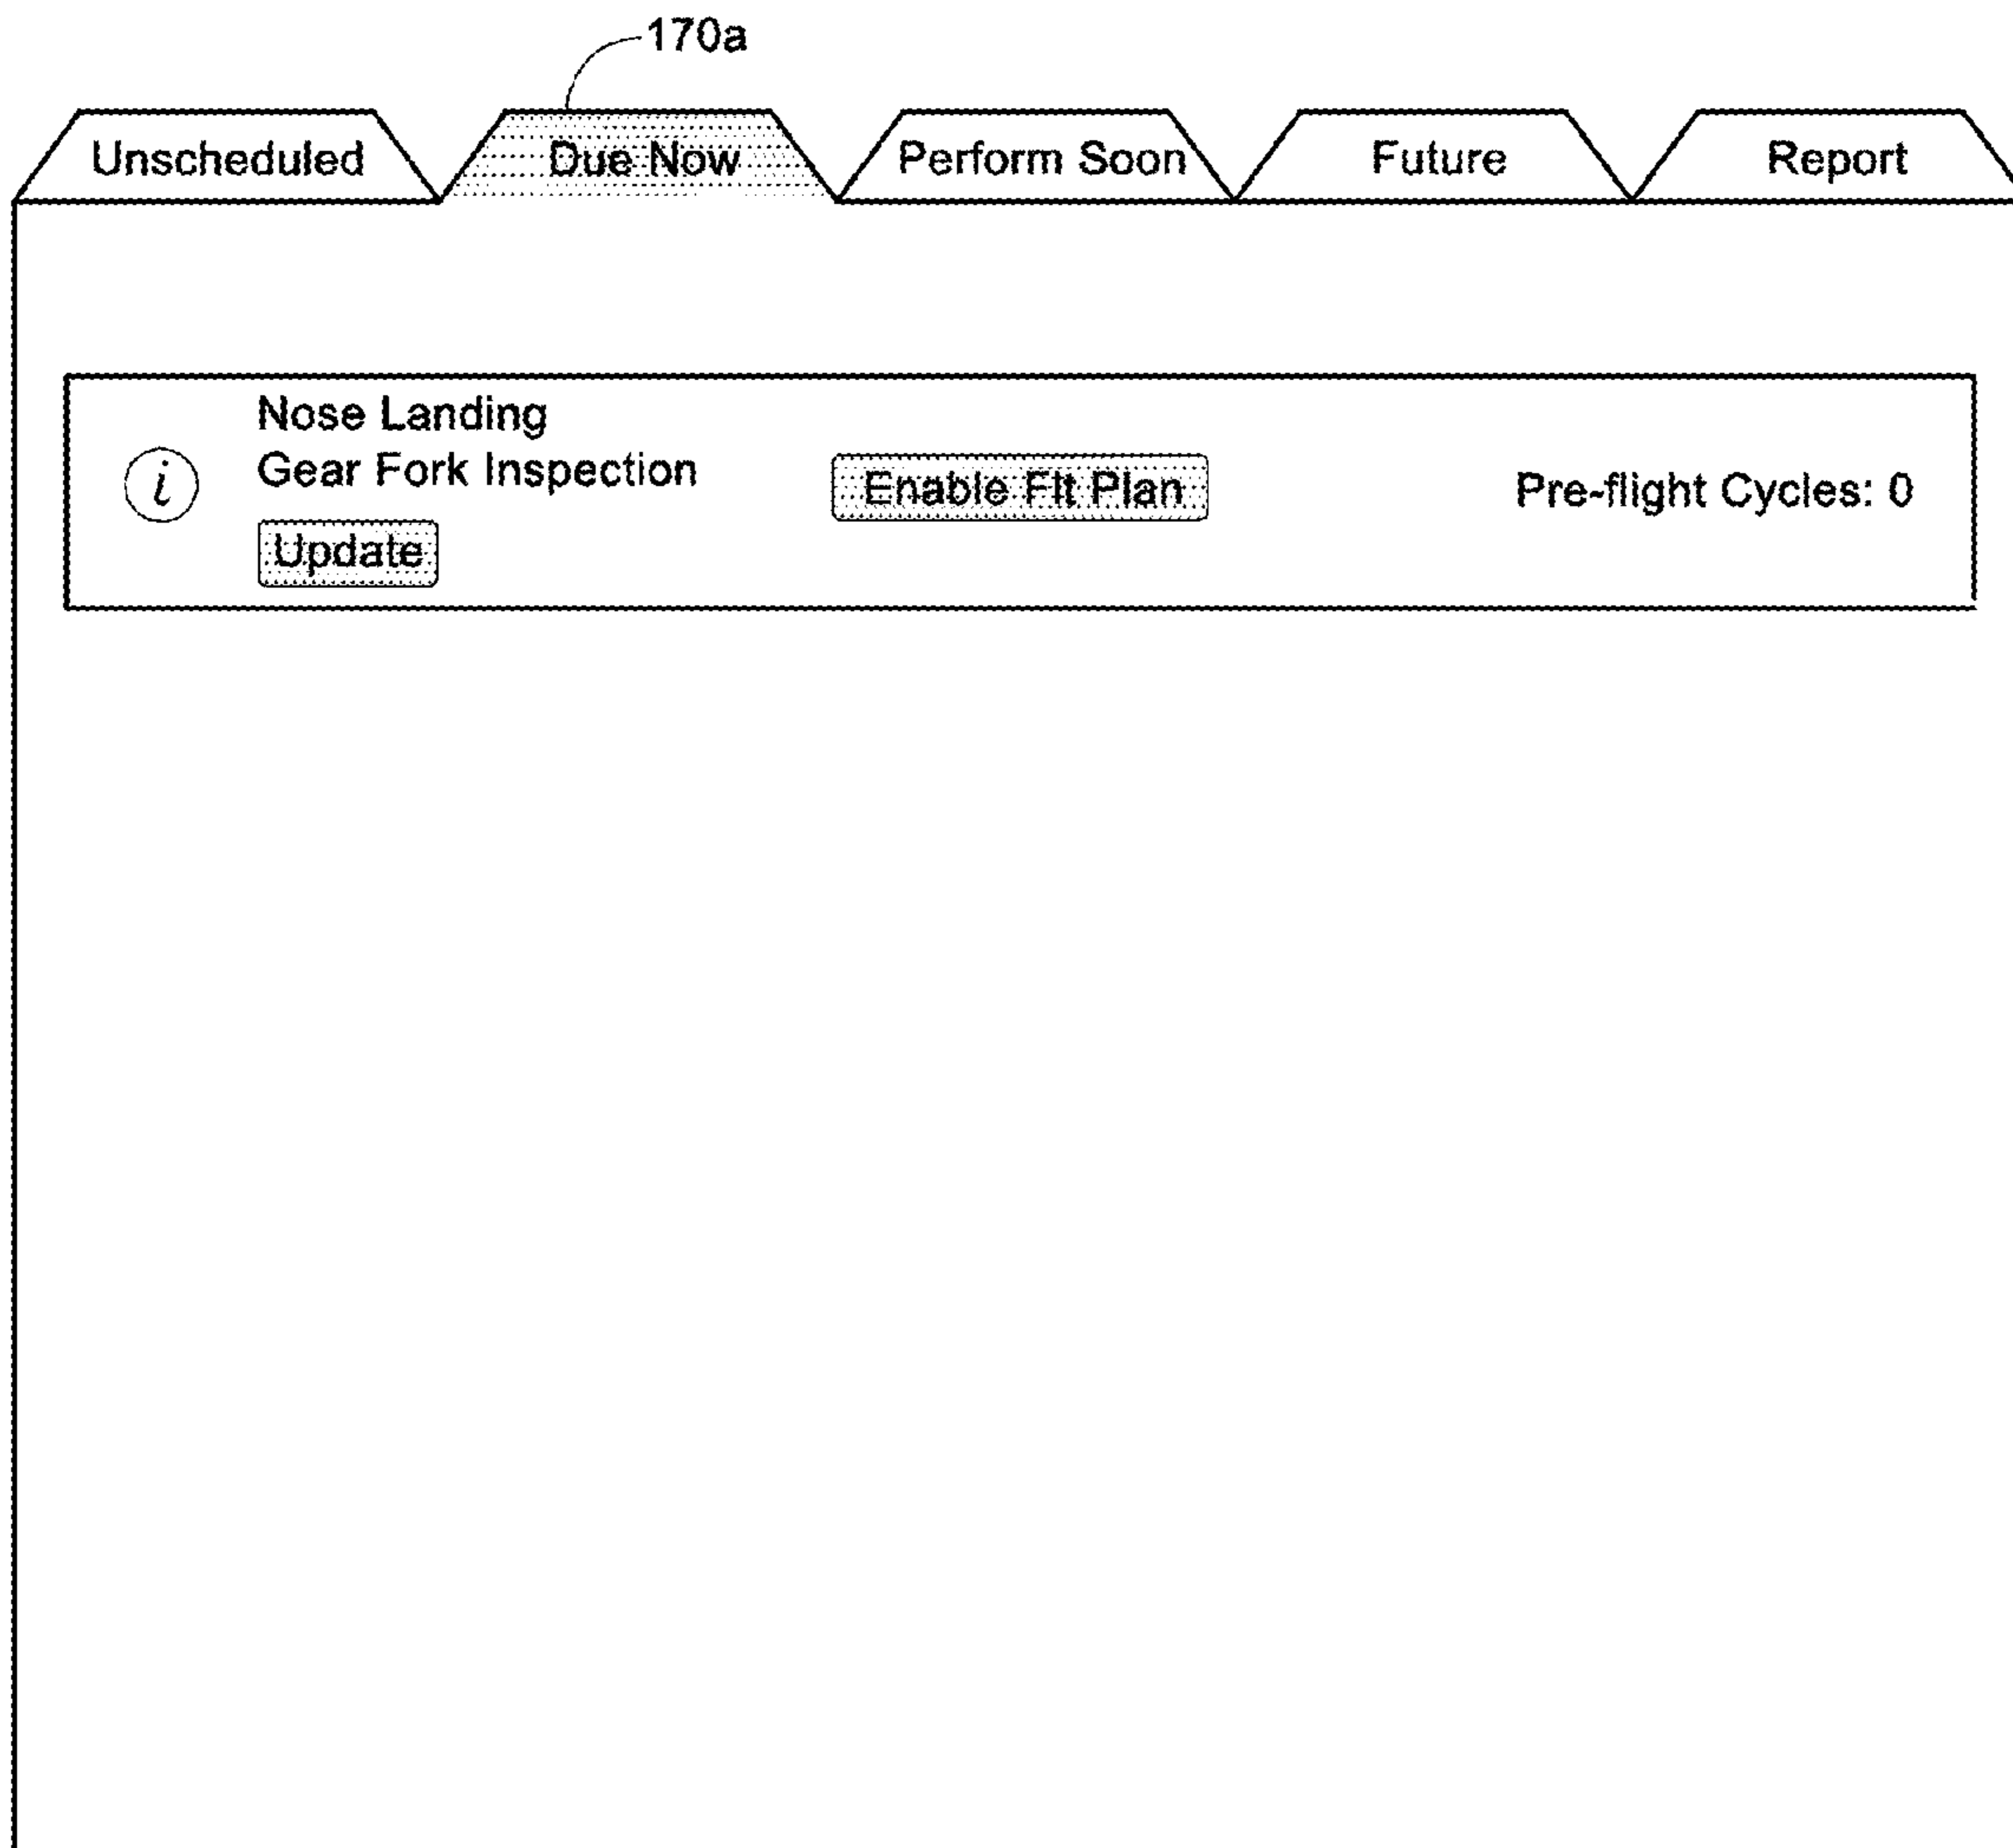 170a
Unscheduled
Due Now
Perform Soon
Future
Report
Nose Landing
Gear Fork Inspection
i
Enable Flt Plan
Pre-flight Cycles: 0
Update